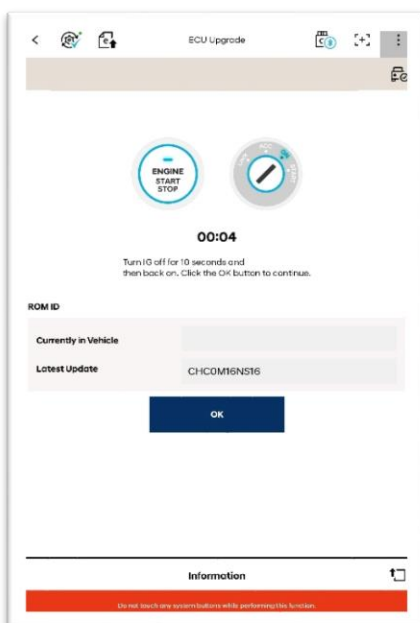 ECU Upgrade
ENGINE
START
STOP
ACC
00:04
Turn IG off for 10 seconds and
then back on. Click the OK button to continue.
ROM ID
Currently in Vehicle
Latest Update CHC0M16NS16
OK
Information
Do not touch any system buttons while performing this function.